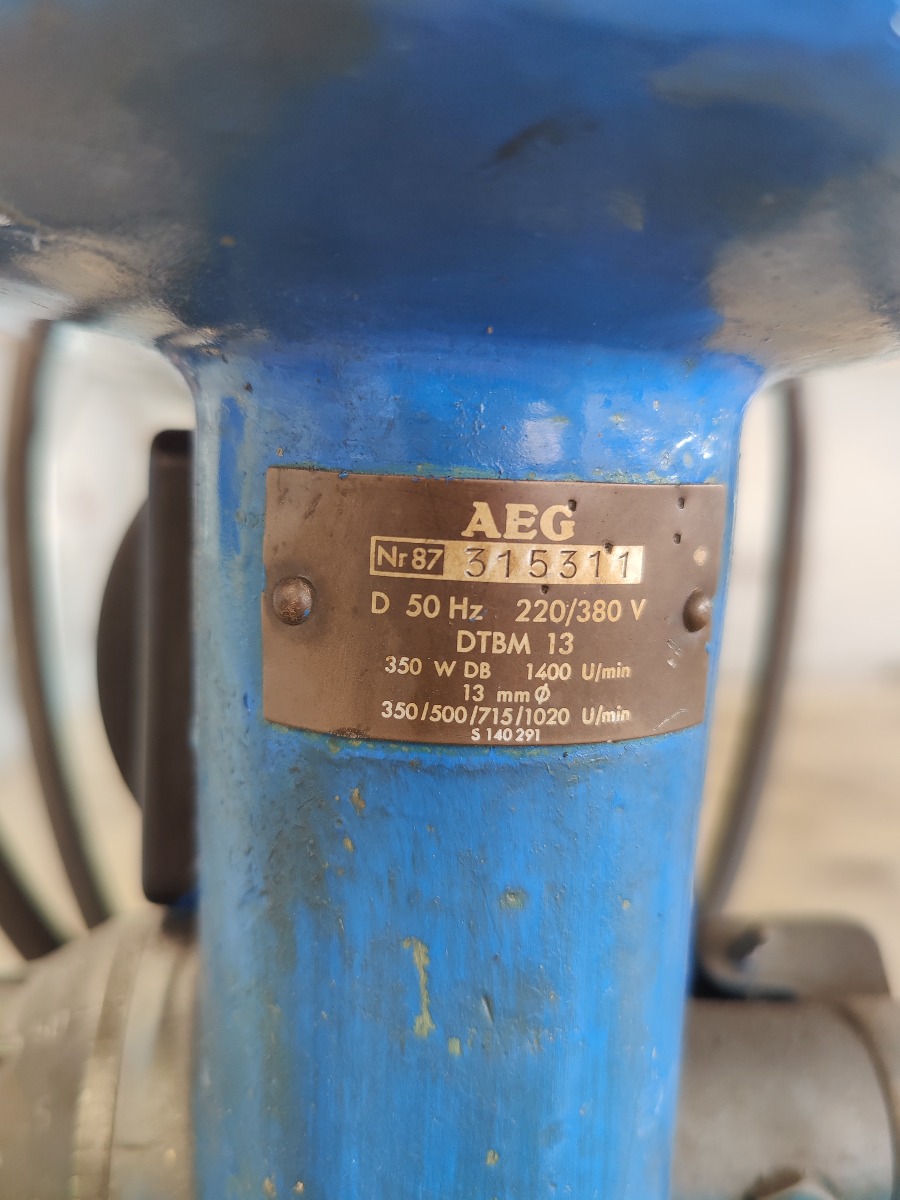 AEG
Nr 87 315311
D 50 Hz 220/380 V
DTBM 13
350 W DB 1400 U/min
13 mm Ø
350/500/715/1020 U/min
S 140 291